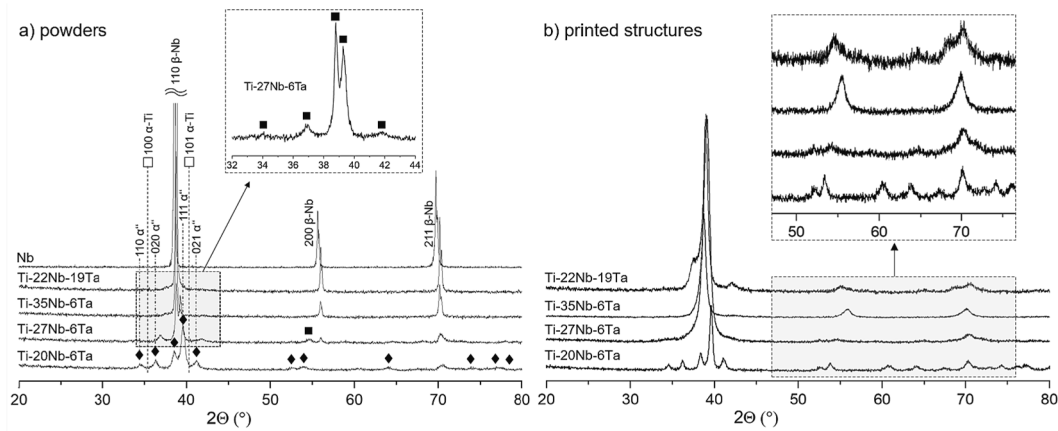 a) powders
110 β-Nb
100 α-Ti
101 α-Ti
110 α''
020 α''
111 α''
021 α''
200 β-Nb
211 β-Nb
Ti-27Nb-6Ta
32 34 36 38 40 42 44
Nb
Ti-22Nb-19Ta
Ti-35Nb-6Ta
Ti-27Nb-6Ta
Ti-20Nb-6Ta
20 30 40 50 60 70 80
2Θ (°)
b) printed structures
50 60 70
Ti-22Nb-19Ta
Ti-35Nb-6Ta
Ti-27Nb-6Ta
Ti-20Nb-6Ta
20 30 40 50 60 70 80
2Θ (°)